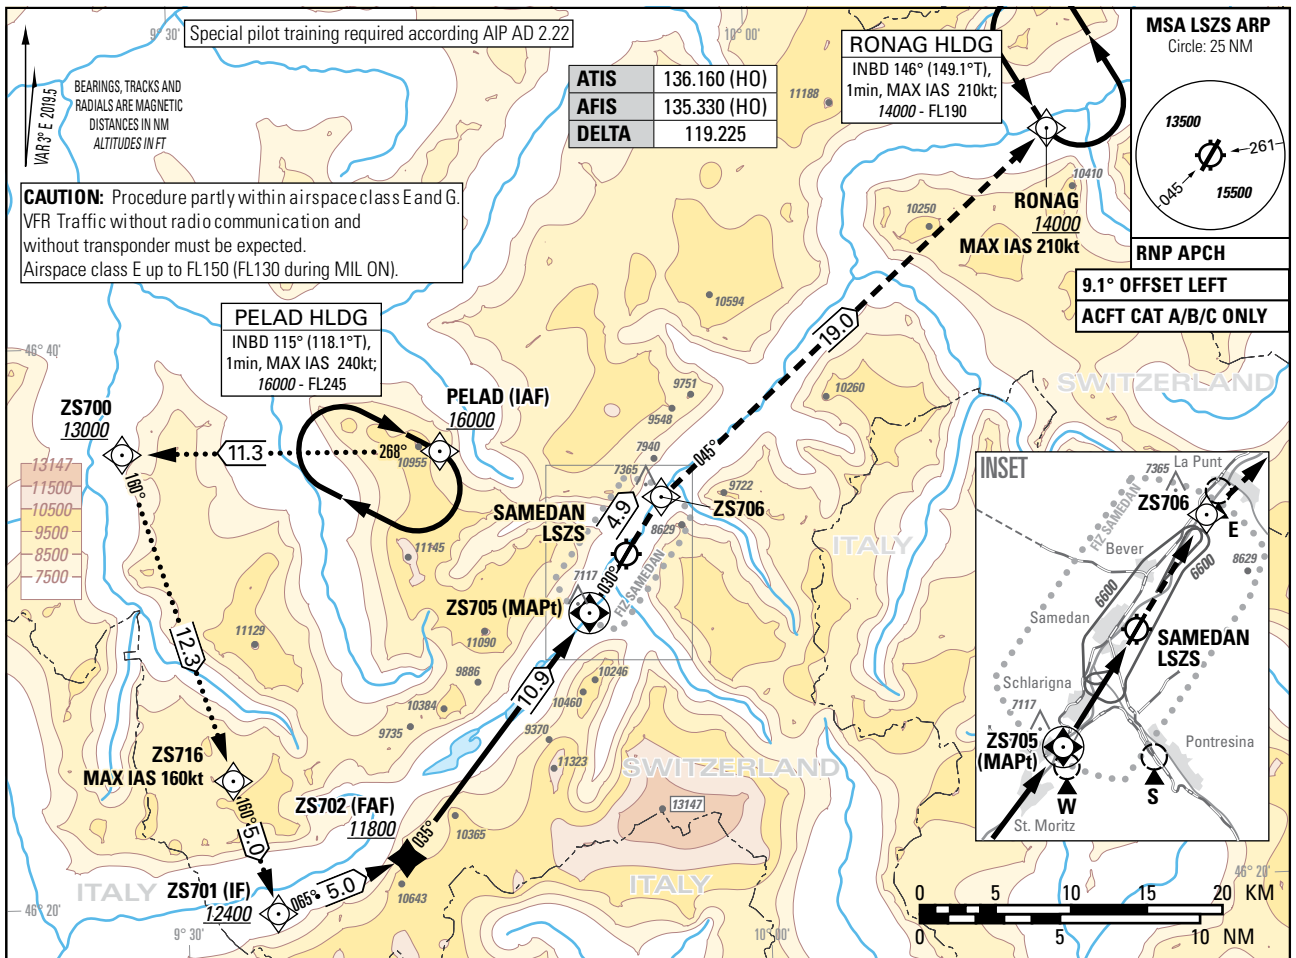 9° 30'
Special pilot training required according AIP AD 2.22
10° 00'
VAR 3° E 2019.5
BEARINGS, TRACKS AND
RADIALS ARE MAGNETIC
DISTANCES IN NM
ALTITUDES IN FT
ATIS 136.160 (HO)
AFIS 135.330 (HO)
DELTA 119.225
11188
RONAG HLDG
INBD 146° (149.1°T),
1min, MAX IAS 210kt;
14000 - FL190
MSA LSZS ARP
Circle: 25 NM
13500
261
045
15500
RNP APCH
9.1° OFFSET LEFT
ACFT CAT A/B/C ONLY
CAUTION: Procedure partly within airspace class E and G.
VFR Traffic without radio communication and
without transponder must be expected.
Airspace class E up to FL150 (FL130 during MIL ON).
10410
10250
RONAG
14000
MAX IAS 210kt
10594
19.0
PELAD HLDG
INBD 115° (118.1°T),
1min, MAX IAS 240kt;
16000 - FL245
46° 40'
PELAD (IAF)
16000
9751
9548
10260
SWITZERLAND
ZS700
13000
11.3
268°
10955
7940
7365
045°
9722
13147
11500
10500
9500
8500
7500
160°
SAMEDAN
LSZS
4.9
ZS706
8629
ITALY
11145
7117
030°
FIZ SAMEDAN
ZS705 (MAPt)
11129
11090
12.3
9886
10246
10.9
10460
10384
9735
9370
11323
ZS716
MAX IAS 160kt
SWITZERLAND
13147
160°
5.0
ZS702 (FAF)
11800
035°
10365
ITALY
ZS701 (IF)
12400
065°
5.0
10643
ITALY
46° 20'
9° 30'
10° 00'
INSET
7365
La Punt
ZS706
FIZ SAMEDAN
E
Bever
6600
6600
8629
Samedan
SAMEDAN
LSZS
Schlarigna
7117
ZS705
(MAPt)
Pontresina
W
S
St. Moritz
46° 20'
0 5 10 15 20 KM
0 5 10 NM